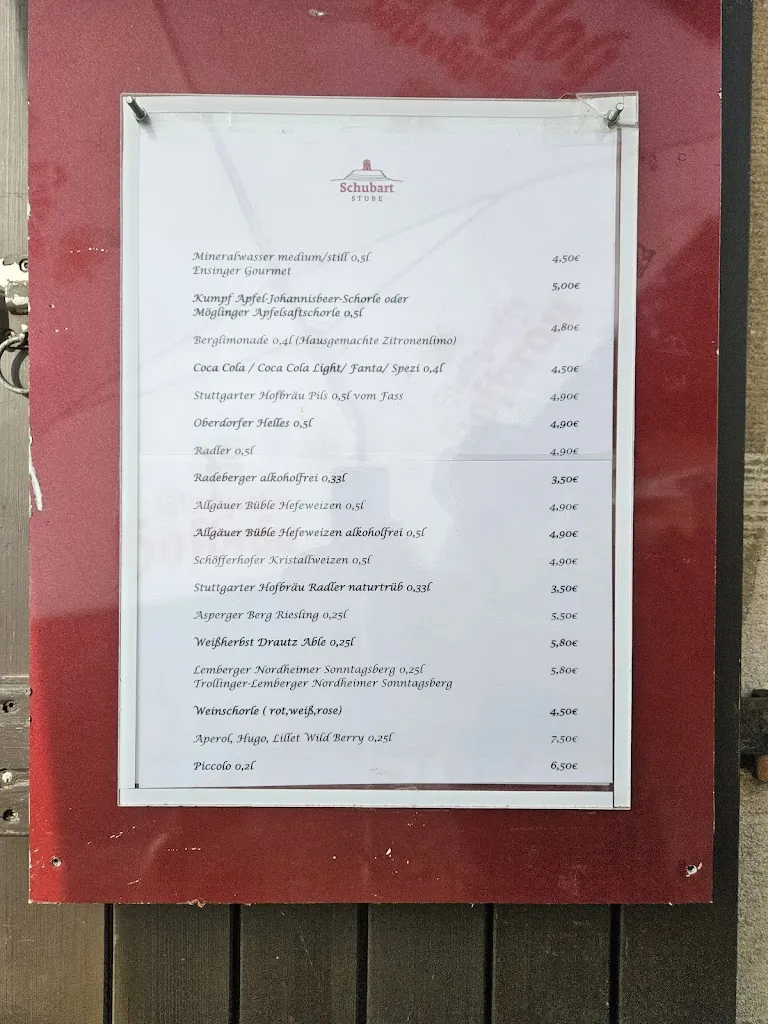 Schubart
STUBE
Mineralwasser medium/still 0,5l 4,50€
Ensinger Gourmet
5,00€
Kumpf Apfel-Johannisbeer-Schorle oder
Möglinger Apfelsaftschorle 0,5l
4,80€
Berglimonade 0,4l (Hausgemachte Zitronenlimo)
Coca Cola / Coca Cola Light/ Fanta/ Spezi 0,4l 4,50€
Stuttgarter Hofbräu Pils 0,5l vom Fass 4,90€
Oberdorfer Helles 0,5l 4,90€
Radler 0,5l 4,90€
Radeberger alkoholfrei 0,33l 3,50€
Allgäuer Büble Hefeweizen 0,5l 4,90€
Allgäuer Büble Hefeweizen alkoholfrei 0,5l 4,90€
Schöfferhofer Kristallweizen 0,5l 4,90€
Stuttgarter Hofbräu Radler naturtrüb 0,33l 3,50€
Asperger Berg Riesling 0,25l 5,50€
Weißherbst Drautz Able 0,25l 5,80€
Lemberger Nordheimer Sonntagsberg 0,25l 5,80€
Trollinger-Lemberger Nordheimer Sonntagsberg
Weinschorle ( rot,weiß,rose) 4,50€
Aperol, Hugo, Lillet Wild Berry 0,25l 7,50€
Piccolo 0,2l 6,50€